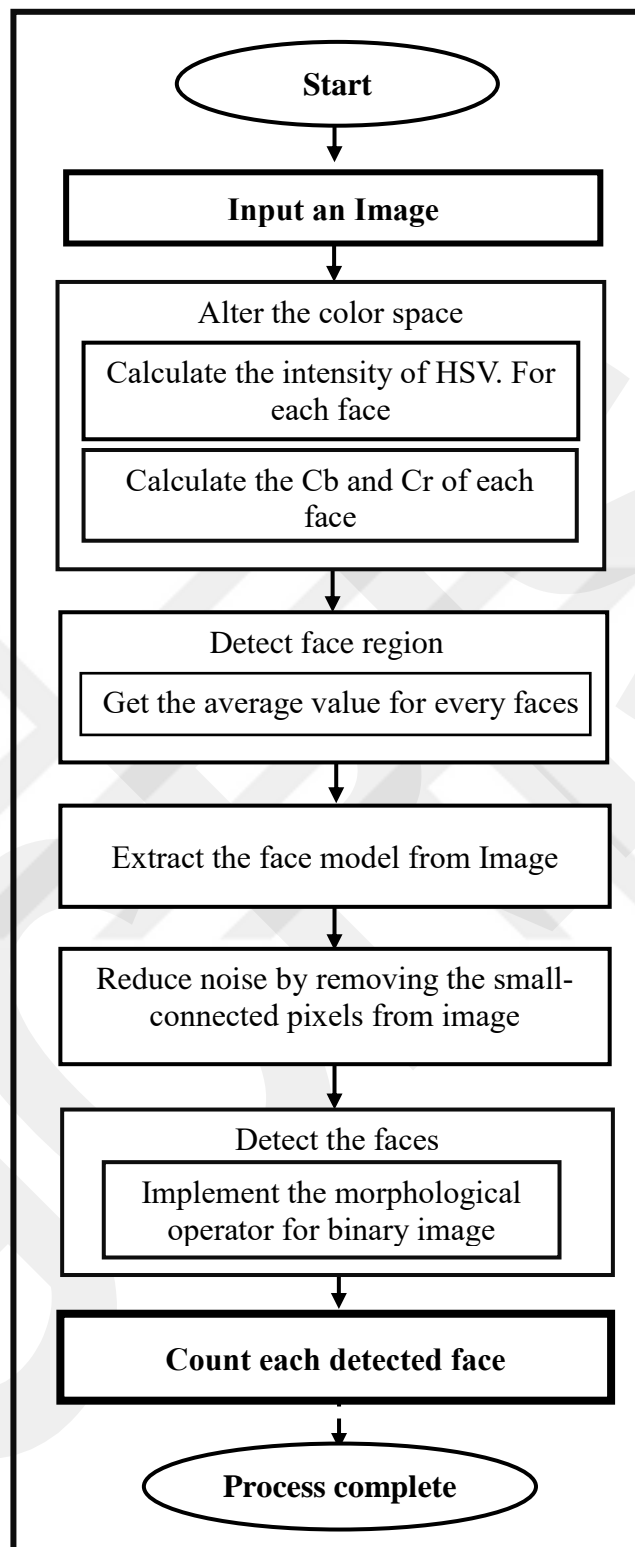 Start
Input an Image
Alter the color space
Calculate the intensity of HSV. For
each face
Calculate the Cb and Cr of each
face
Detect face region
Get the average value for every faces
Extract the face model from Image
Reduce noise by removing the small-
connected pixels from image
Detect the faces
Implement the morphological
operator for binary image
Count each detected face
Process complete